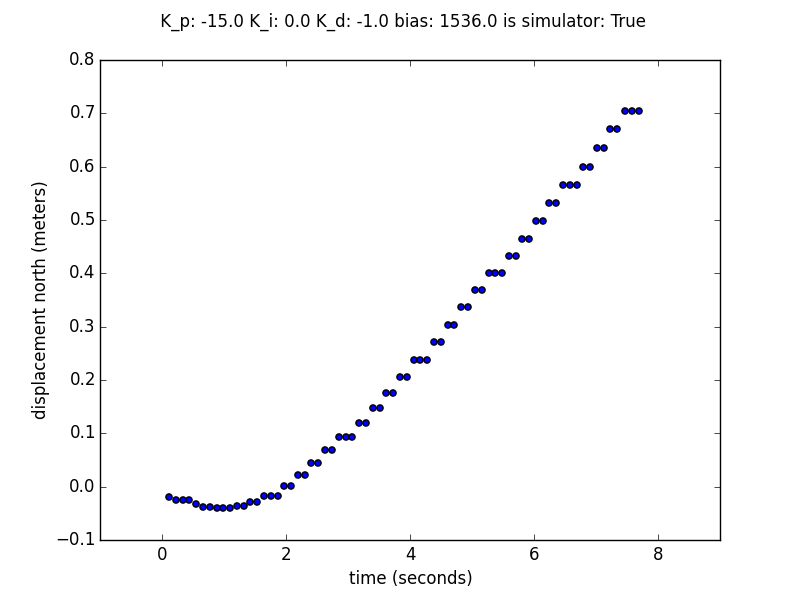 K_p: -15.0 K_i: 0.0 K_d: -1.0 bias: 1536.0 is simulator: True
0.8
0.7
0.6
0.5
0.4
0.3
0.2
0.1
0.0
−0.1
displacement north (meters)
0 2 4 6 8
time (seconds)